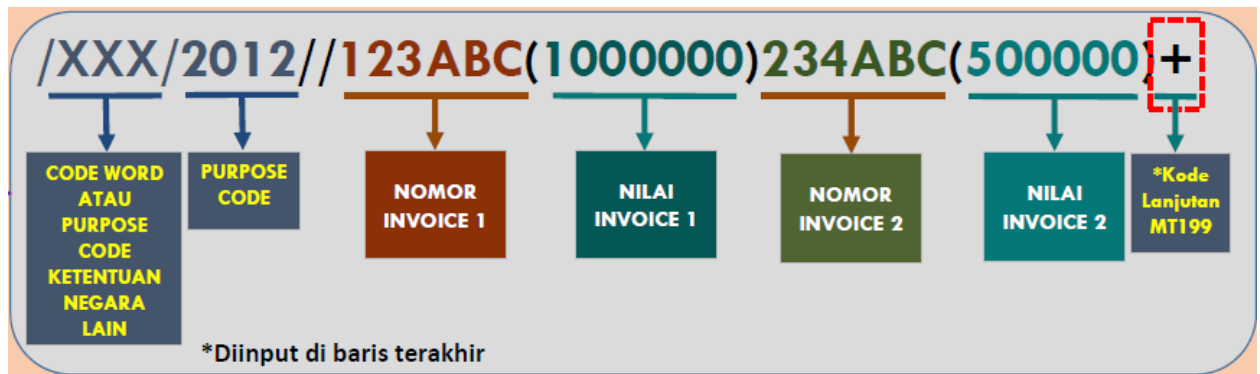 /XXX/2012//123ABC(1000000)234ABC(500000)+
CODE WORD
ATAU
PURPOSE
CODE
KETENTUAN
NEGARA
LAIN
PURPOSE
CODE
NOMOR
INVOICE 1
NILAI
INVOICE 1
NOMOR
INVOICE 2
NILAI
INVOICE 2
*Kode
Lanjutan
MT199
*Diinput di baris terakhir